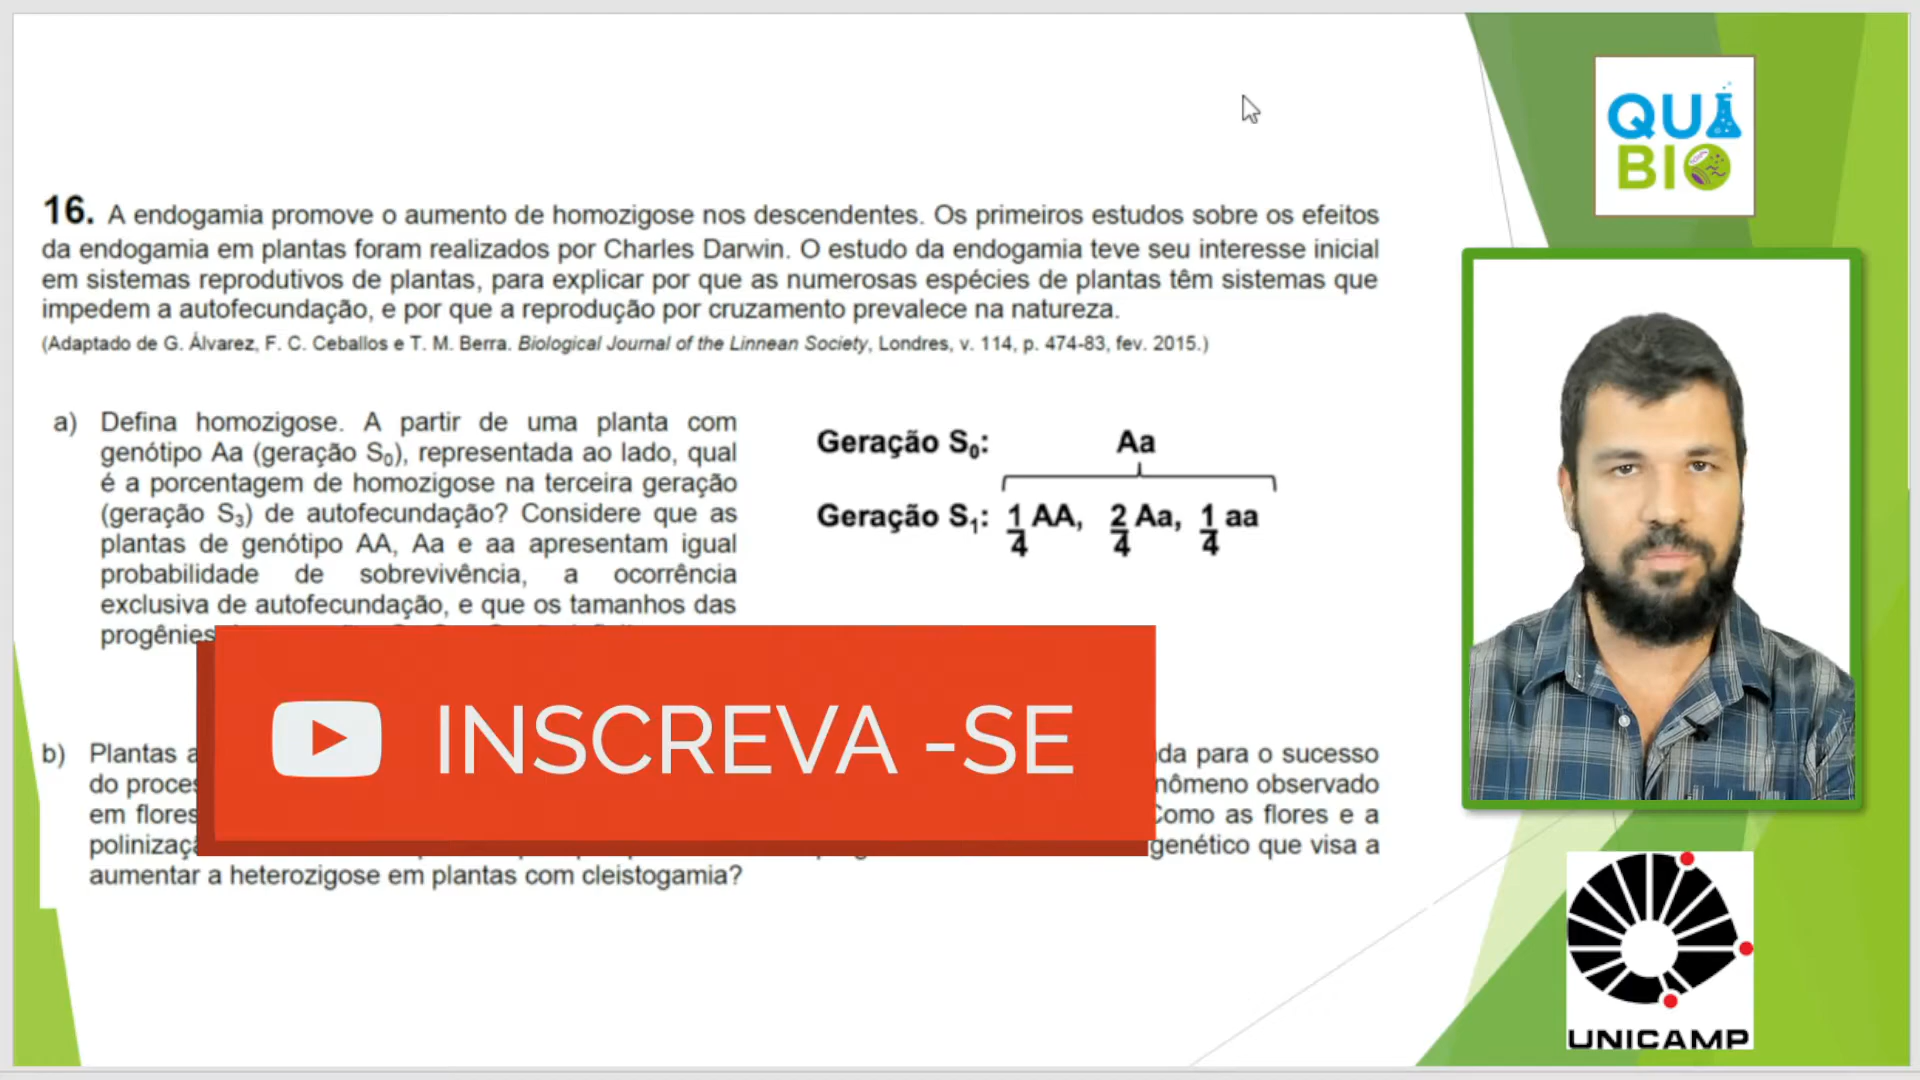 QUI
BIO
16. A endogamia promove o aumento de homozigose nos descendentes. Os primeiros estudos sobre os efeitos
da endogamia em plantas foram realizados por Charles Darwin. O estudo da endogamia teve seu interesse inicial
em sistemas reprodutivos de plantas, para explicar por que as numerosas espécies de plantas têm sistemas que
impedem a autofecundação, e por que a reprodução por cruzamento prevalece na natureza.
(Adaptado de G. Álvarez, F. C. Ceballos e T. M. Berra. Biological Journal of the Linnean Society, Londres, v. 114, p. 474-83, fev. 2015.)
a) Defina homozigose. A partir de uma planta com
genótipo Aa (geração S₀), representada ao lado, qual
é a porcentagem de homozigose na terceira geração
(geração S₃) de autofecundação? Considere que as
plantas de genótipo AA, Aa e aa apresentam igual
probabilidade de sobrevivência, a ocorrência
exclusiva de autofecundação, e que os tamanhos das
progênies
Geração S₀: Aa
Geração S₁: 1/4 AA, 2/4 Aa, 1/4 aa
INSCREVA -SE
b) Plantas para o sucesso
do observado
em flores Como as flores e a
genético que visa a
aumentar a heterozigose em plantas com cleistogamia?
UNICAMP